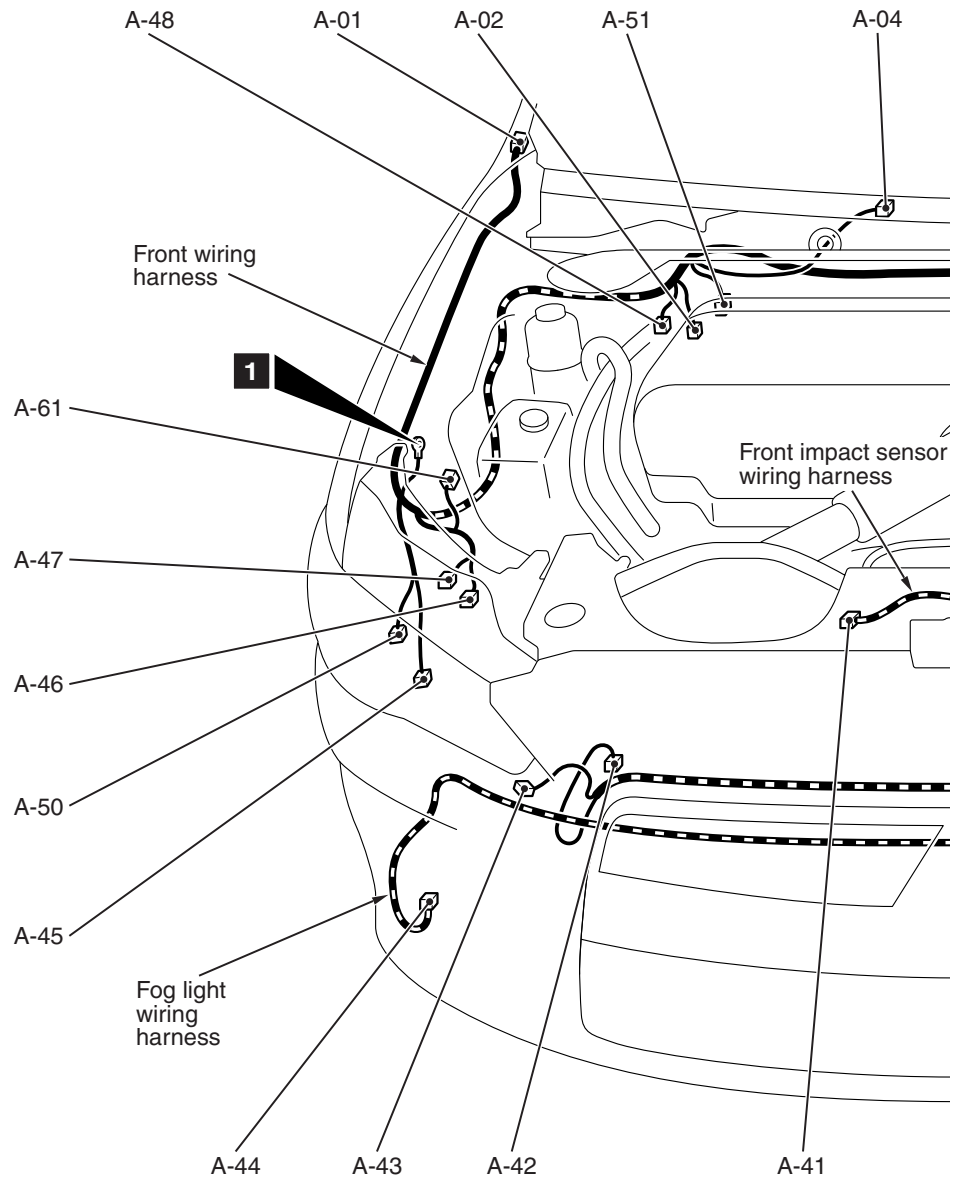 A-48
A-01
A-02
A-51
A-04
Front wiring
harness
1
A-61
Front impact sensor
wiring harness
A-47
A-46
A-50
A-45
Fog light
wiring
harness
A-44
A-43
A-42
A-41